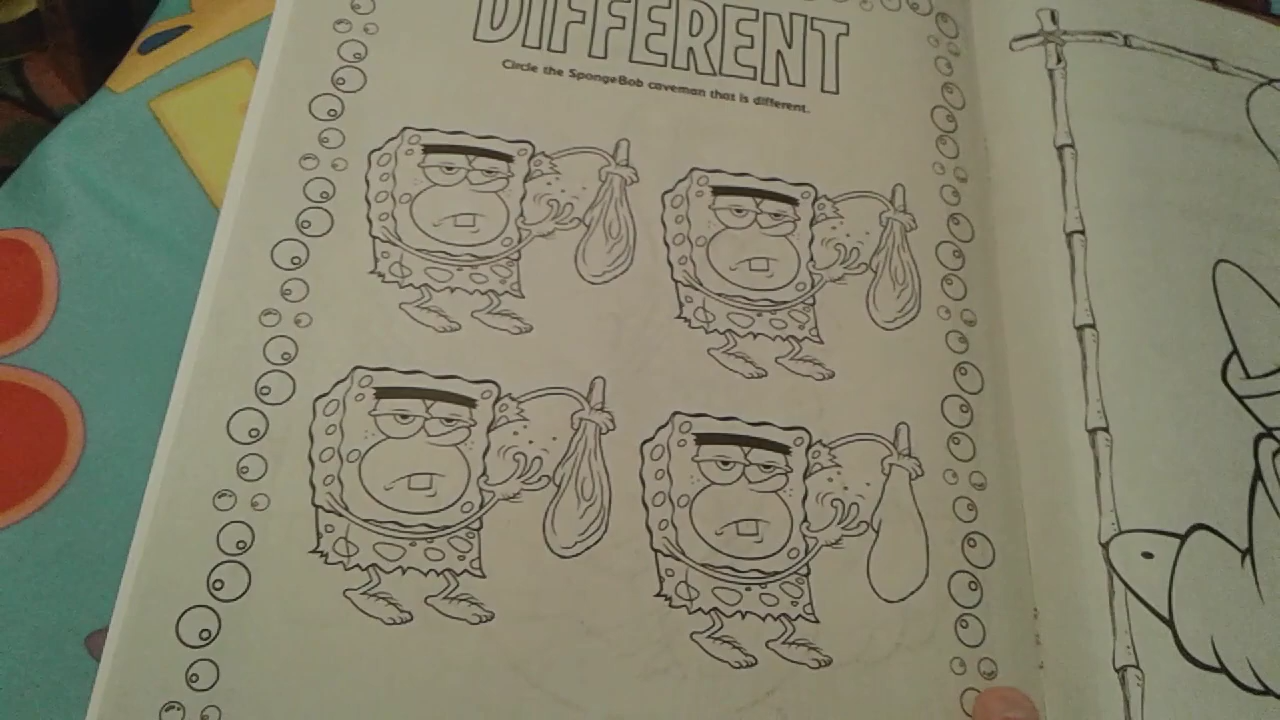 DIFFERENT
Circle the SpongeBob caveman that is different.